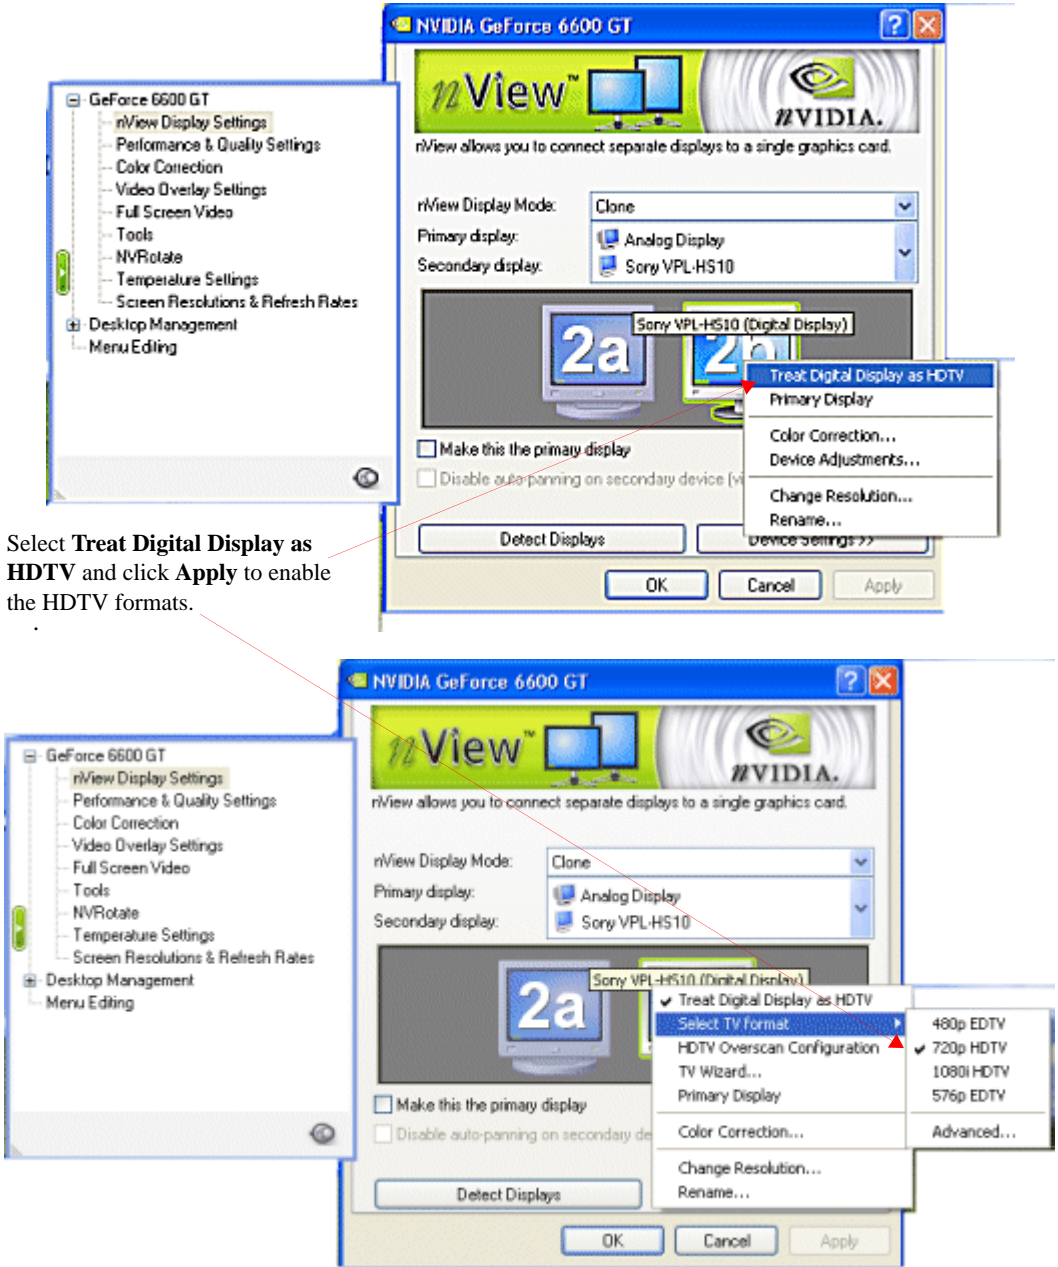 NVIDIA GeForce 6600 GT
nView™
nVIDIA.
nView allows you to connect separate displays to a single graphics card.
GeForce 6600 GT
nView Display Settings
Performance & Quality Settings
Color Correction
Video Overlay Settings
Full Screen Video
Tools
NVRotate
Temperature Settings
Screen Resolutions & Refresh Rates
Desktop Management
Menu Editing
nView Display Mode:
Clone
Primary display:
Analog Display
Secondary display:
Sony VPL-HS10
Sony VPL-HS10 (Digital Display)
2a
2b
Treat Digital Display as HDTV
Primary Display
Color Correction...
Device Adjustments...
Change Resolution...
Rename...
Make this the primary display
Disable auto-panning on secondary device (vi
Detect Displays
Device Settings >>
OK
Cancel
Apply
Select Treat Digital Display as
HDTV and click Apply to enable
the HDTV formats.
.
NVIDIA GeForce 6600 GT
nView™
nVIDIA.
nView allows you to connect separate displays to a single graphics card.
GeForce 6600 GT
nView Display Settings
Performance & Quality Settings
Color Correction
Video Overlay Settings
Full Screen Video
Tools
NVRotate
Temperature Settings
Screen Resolutions & Refresh Rates
Desktop Management
Menu Editing
nView Display Mode:
Clone
Primary display:
Analog Display
Secondary display:
Sony VPL-HS10
Sony VPL-HS10 (Digital Display)
2a
Treat Digital Display as HDTV
Select TV format
HDTV Overscan Configuration
TV Wizard...
Primary Display
Color Correction...
Change Resolution...
Rename...
480p EDTV
720p HDTV
1080i HDTV
576p EDTV
Advanced...
Make this the primary display
Disable auto-panning on secondary de
Detect Displays
OK
Cancel
Apply